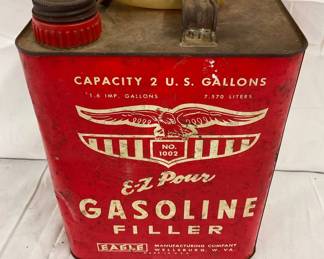 CAPACITY 2 U.S. GALLONS
1.6 IMP. GALLONS 7.570 LITERS
NO.
1002
E-Z Pour
GASOLINE
FILLER
EAGLE MANUFACTURING COMPANY
WELLSBURG, W. VA.